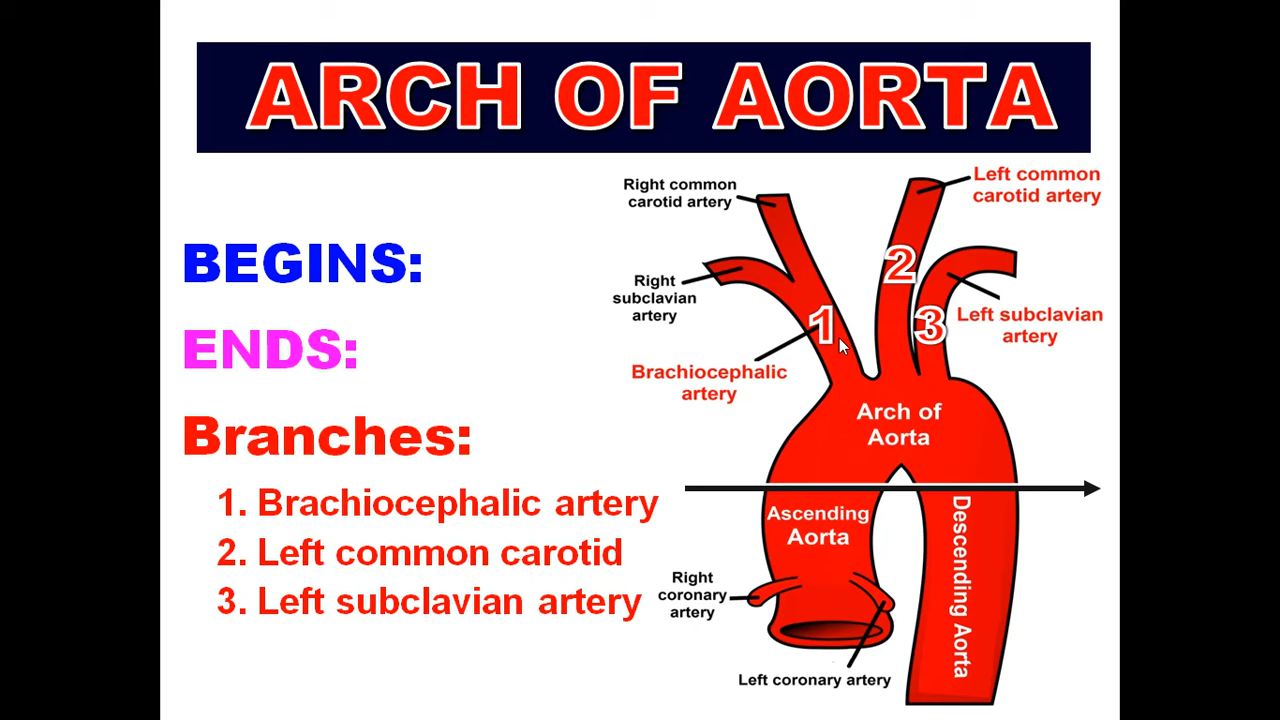 ARCH OF AORTA
BEGINS:
ENDS:
Branches:
1. Brachiocephalic artery
2. Left common carotid
3. Left subclavian artery
Right common
carotid artery
Left common
carotid artery
Right
subclavian
artery
2
1
3
Left subclavian
artery
Brachiocephalic
artery
Arch of
Aorta
Ascending
Aorta
Descending Aorta
Right
coronary
artery
Left coronary artery